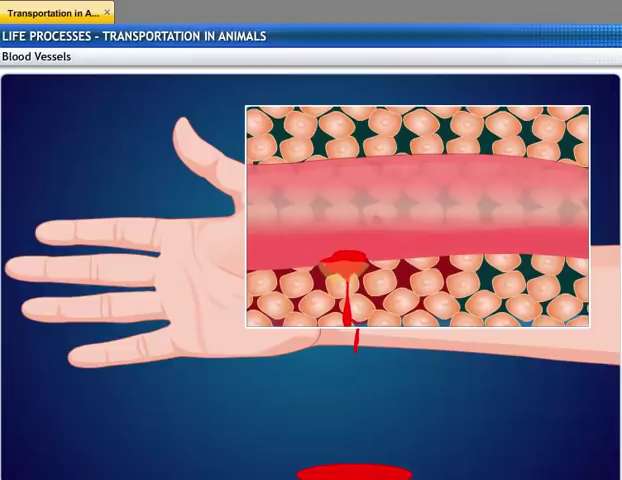 Transportation in A...
LIFE PROCESSES - TRANSPORTATION IN ANIMALS
Blood Vessels